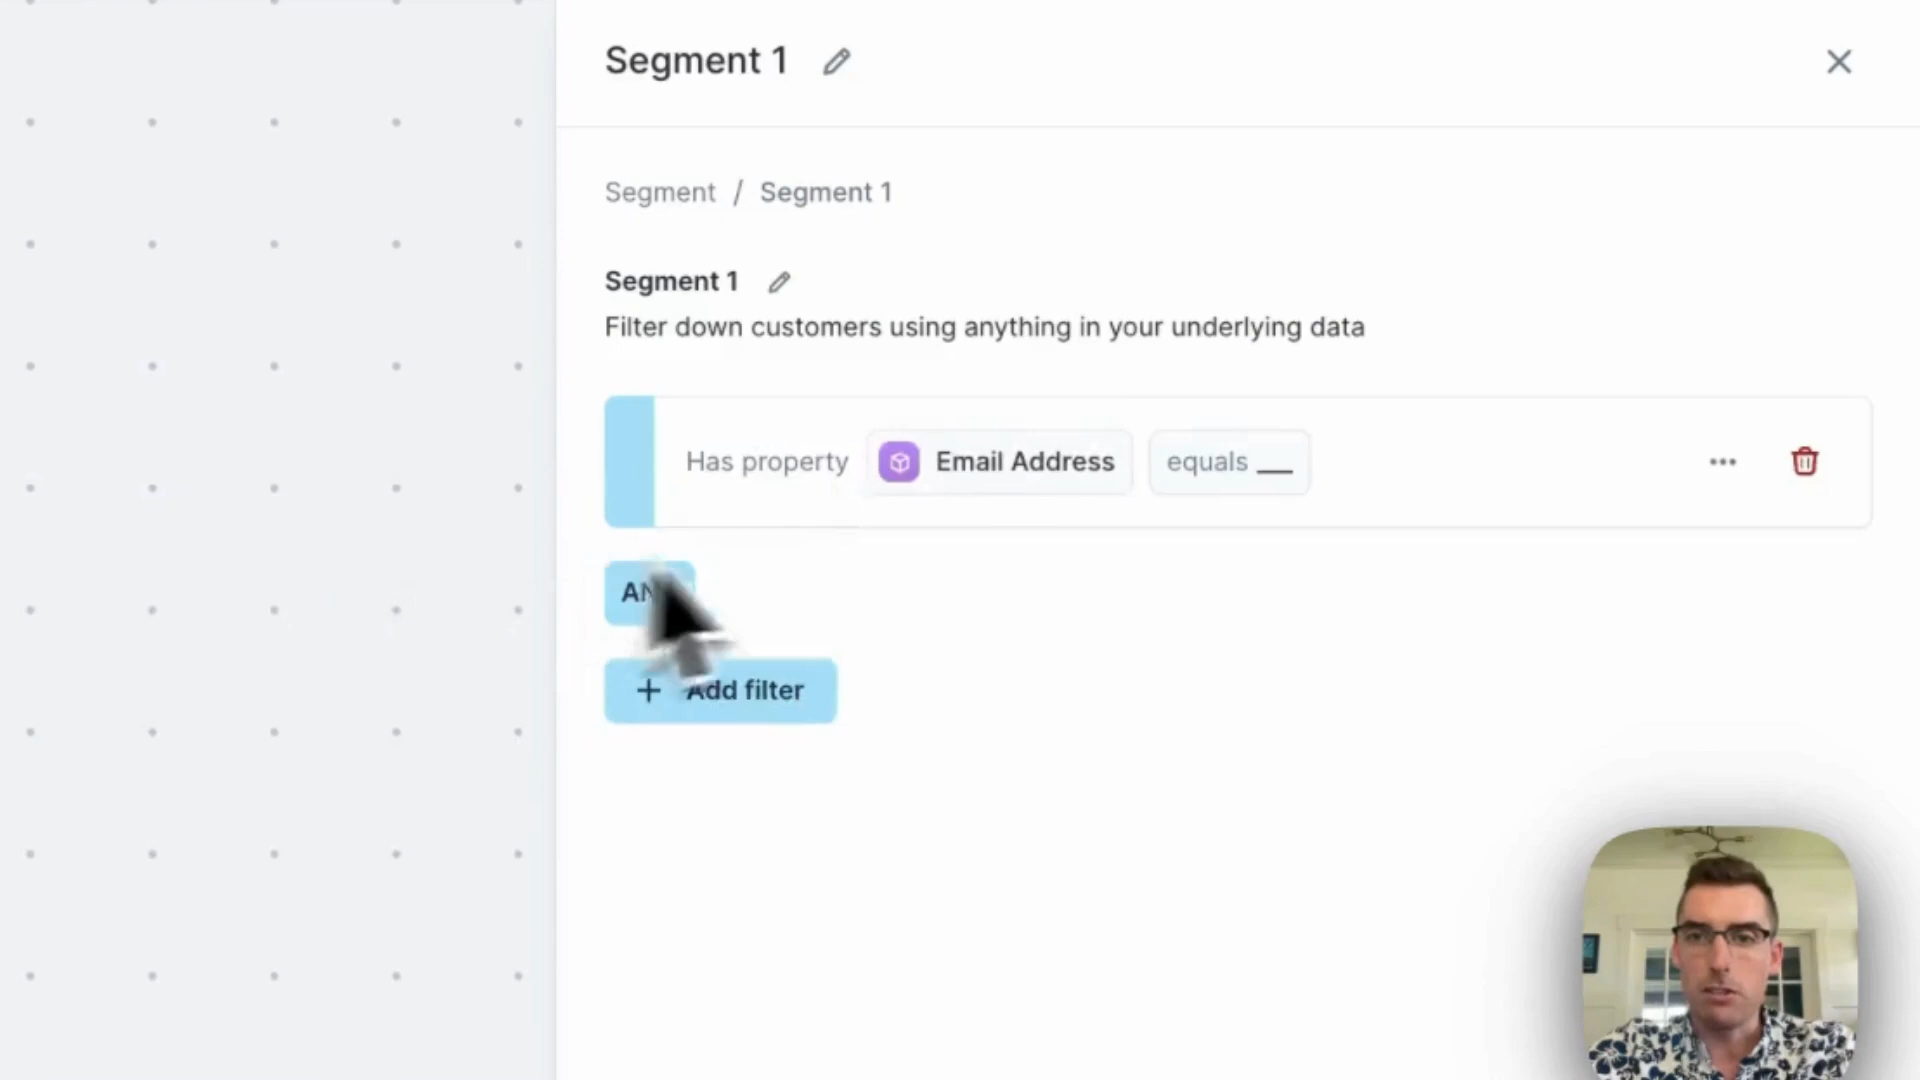 Segment 1
Segment / Segment 1
Segment 1
Filter down customers using anything in your underlying data
Has property Email Address equals __
+ Add filter